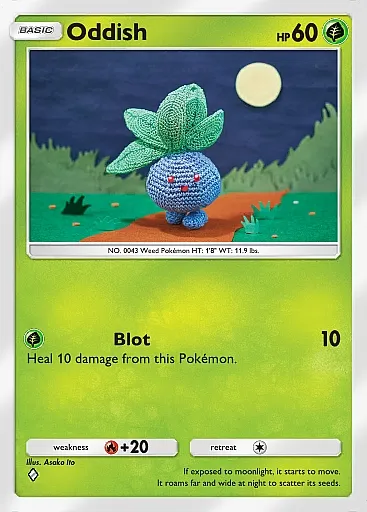 BASIC Oddish HP 60
NO. 0043 Weed Pokémon HT: 1'8" WT: 11.9 lbs.
Blot 10
Heal 10 damage from this Pokémon.
weakness +20 retreat
Illus. Asako Ito
If exposed to moonlight, it starts to move.
It roams far and wide at night to scatter its seeds.